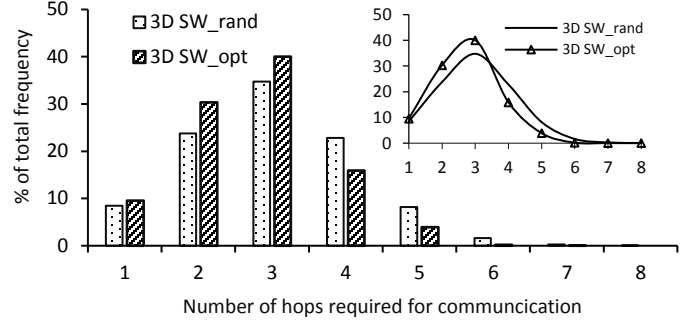 50
40
30
20
10
0
% of total frequency
3D SW_rand
3D SW_opt
1 2 3 4 5 6 7 8
Number of hops required for communcication
50
40
30
20
10
0
3D SW_rand
3D SW_opt
1 2 3 4 5 6 7 8